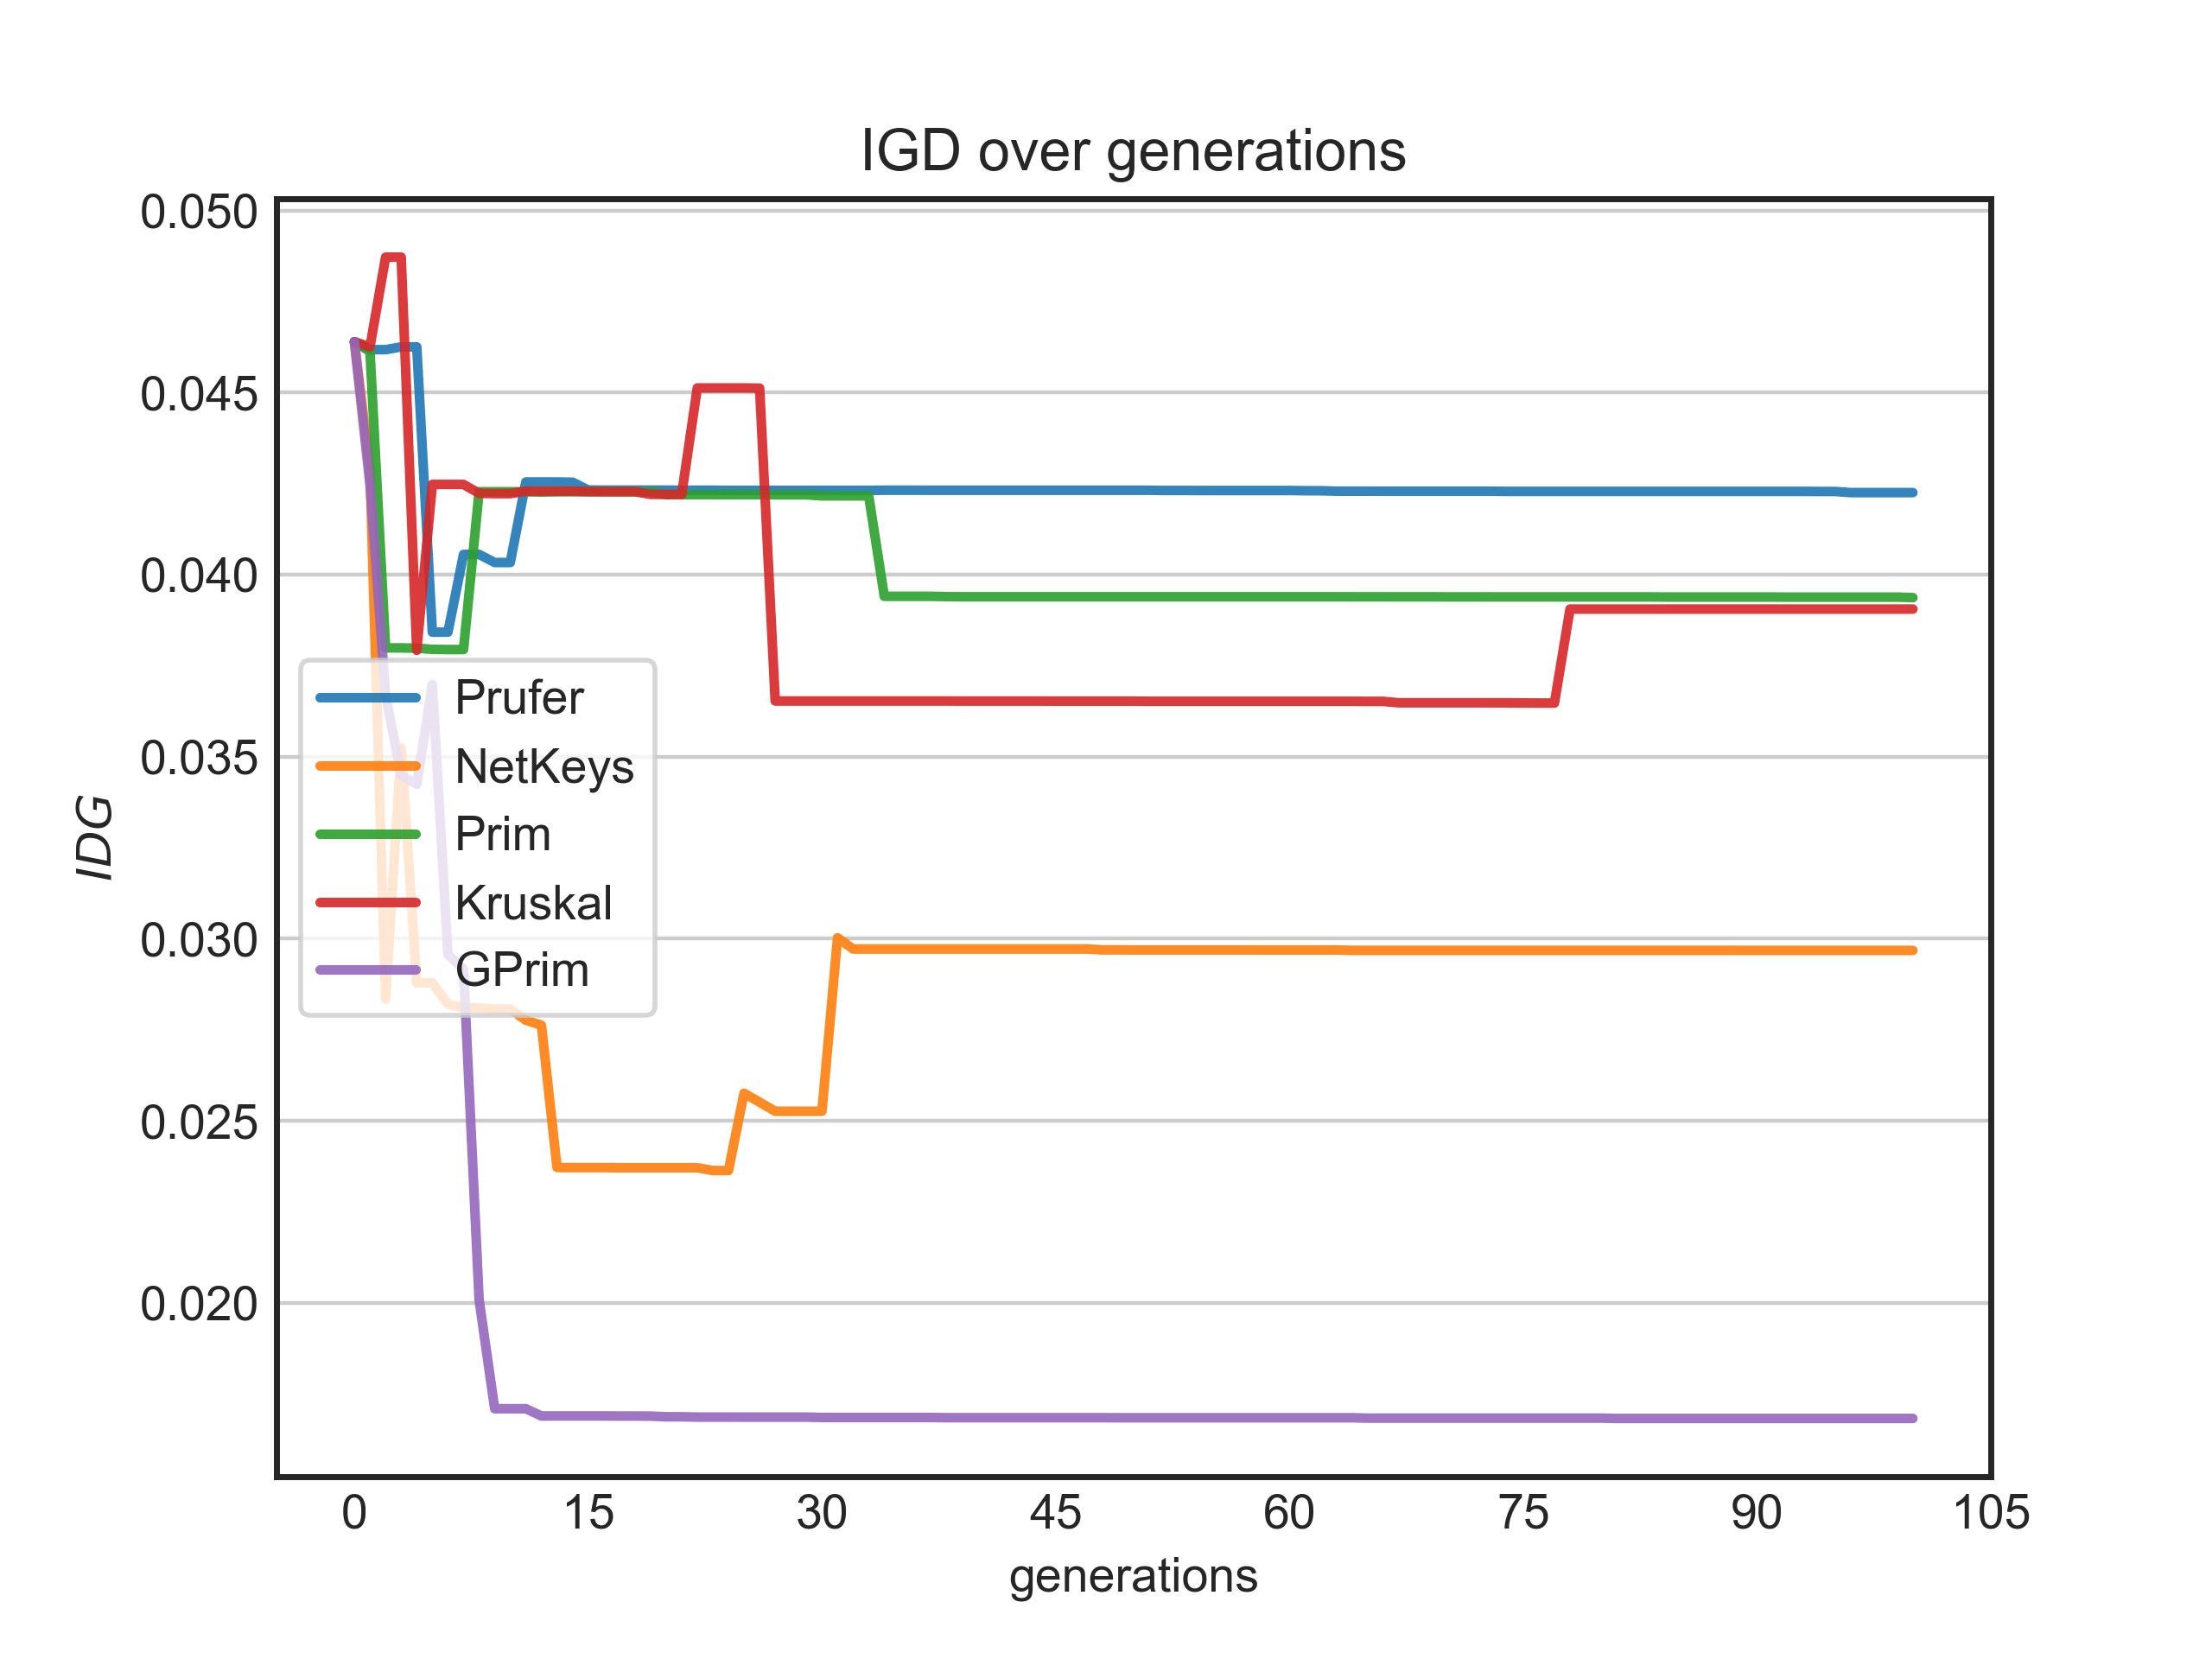 IGD over generations
0.050
0.045
0.040
0.035
0.030
0.025
0.020
IDG
Prufer
NetKeys
Prim
Kruskal
GPrim
0 15 30 45 60 75 90 105
generations